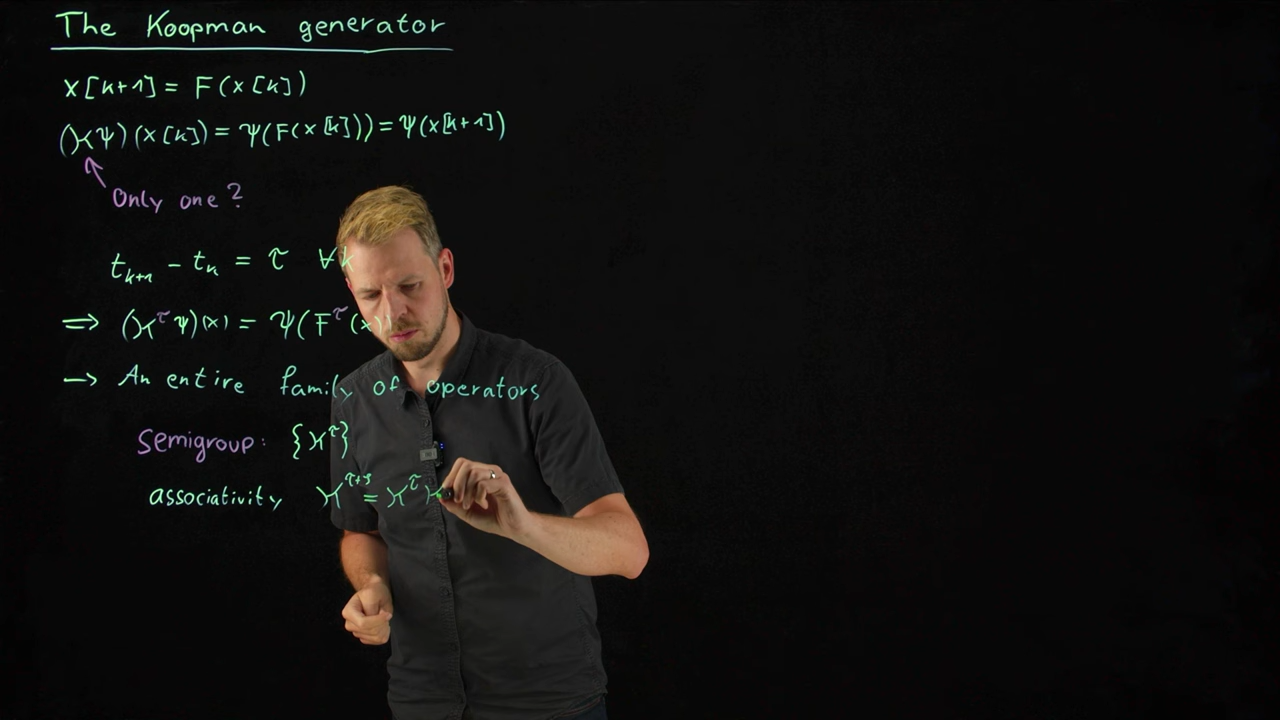 The Koopman generator
x[k+1] = F(x[k])
(𝒦ψ)(x[k]) = ψ(F(x[k])) = ψ(x[k+1])
Only one?
t_{k+1} - t_k = τ ∀k
⇒ (𝒦^τ ψ)(x) = ψ(F^τ(x))
→ An entire family of operators
Semigroup: {𝒦^τ}
associativity 𝒦^{τ+s} = 𝒦^τ 𝒦